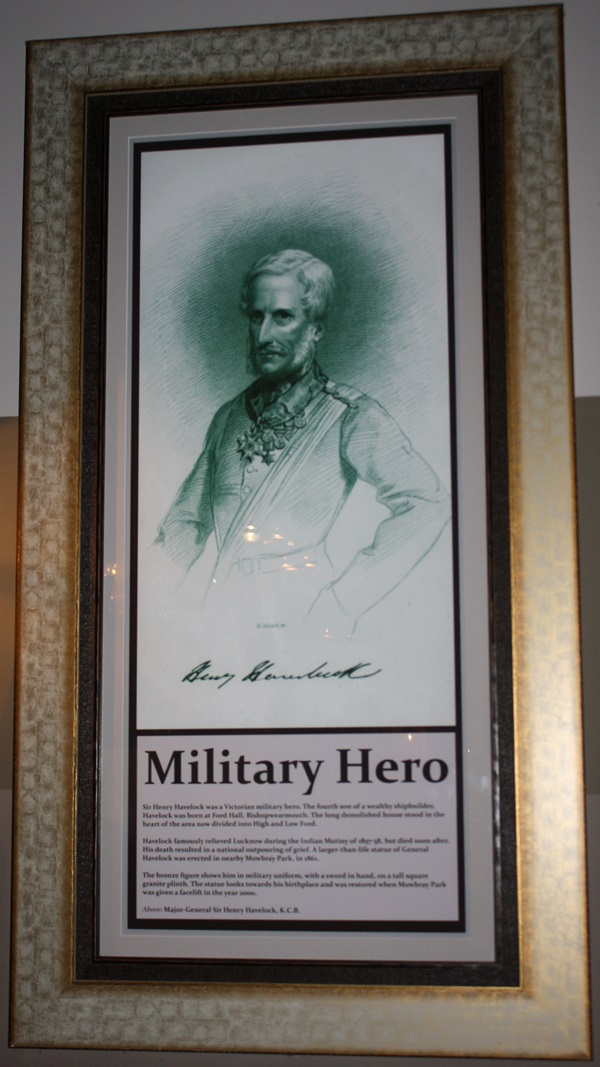 Henry Havelock
Military Hero
Sir Henry Havelock was a Victorian military hero. The fourth son of a wealthy shipbuilder,
Havelock was born at Ford Hall, Bishopwearmouth. The long demolished house stood in the
heart of the area now divided into High and Low Ford.
Havelock famously relieved Lucknow during the Indian Mutiny of 1857-58, but died soon after.
His death resulted in a national outpouring of grief. A larger-than-life statue of General
Havelock was erected in nearby Mowbray Park, in 1861.
The bronze figure shows him in military uniform, with a sword in hand, on a tall square
granite plinth. The statue looks towards his birthplace and was restored when Mowbray Park
was given a facelift in the year 2000.
Above: Major-General Sir Henry Havelock, K.C.B.